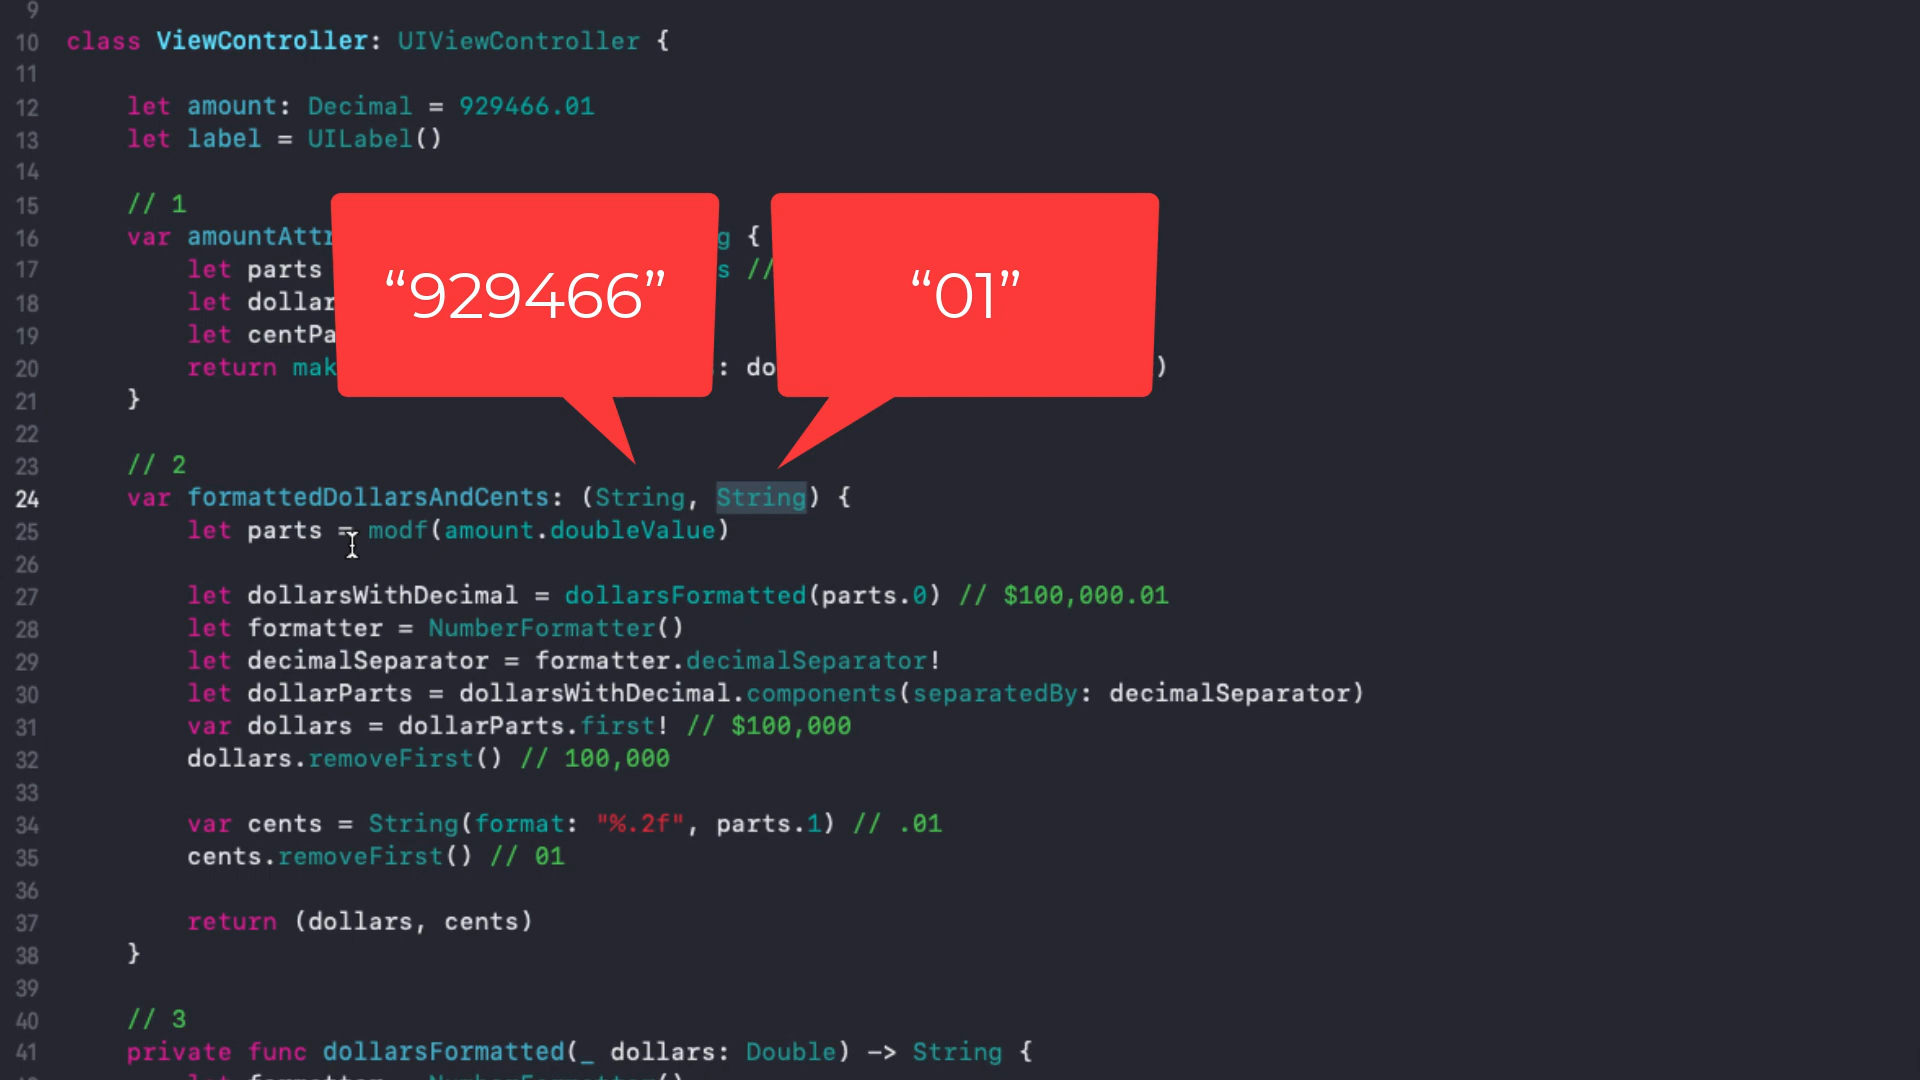 9
10 class ViewController: UIViewController {
11
12 let amount: Decimal = 929466.01
13 let label = UILabel()
14
15 // 1
16 var amountAttr g {
17 let parts s //
18 let dollar
19 let centPa
20 return mak : do )
21 }
22
“929466”
“01”
23 // 2
24 var formattedDollarsAndCents: (String, String) {
25 let parts = modf(amount.doubleValue)
26
27 let dollarsWithDecimal = dollarsFormatted(parts.0) // $100,000.01
28 let formatter = NumberFormatter()
29 let decimalSeparator = formatter.decimalSeparator!
30 let dollarParts = dollarsWithDecimal.components(separatedBy: decimalSeparator)
31 var dollars = dollarParts.first! // $100,000
32 dollars.removeFirst() // 100,000
33
34 var cents = String(format: "%.2f", parts.1) // .01
35 cents.removeFirst() // 01
36
37 return (dollars, cents)
38 }
39
40 // 3
41 private func dollarsFormatted(_ dollars: Double) -> String {